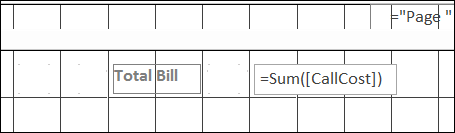 ="Page "
Total Bill
=Sum([CallCost])